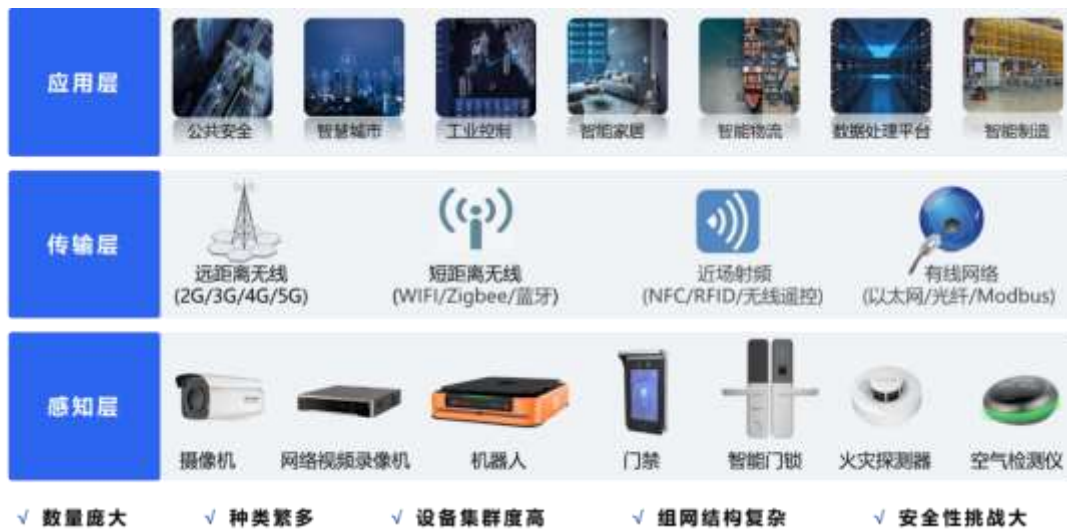 应用层
公共安全 智慧城市 工业控制 智能家居 智能物流 数据处理平台 智能制造
传输层
远距离无线 短距离无线 近场射频 有线网络
(2G/3G/4G/5G) (WIFI/Zigbee/蓝牙) (NFC/RFID/无线遥控) (以太网/光纤/Modbus)
感知层
摄像机 网络视频录像机 机器人 门禁 智能门锁 火灾探测器 空气检测仪
√ 数量庞大 √ 种类繁多 √ 设备集群度高 √ 组网结构复杂 √ 安全性挑战大